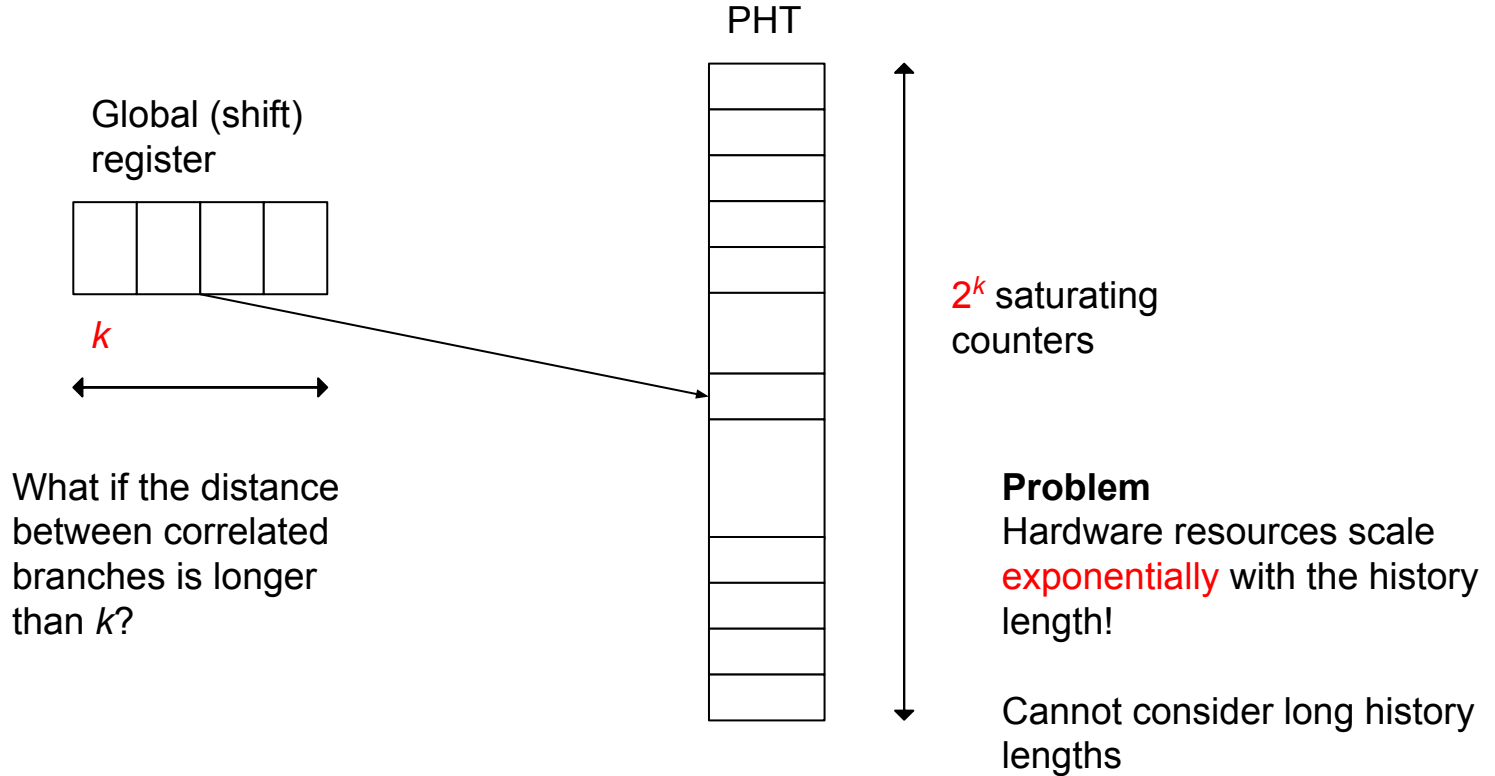 PHT
Global (shift)
register
k
2ᵏ saturating
counters
What if the distance
between correlated
branches is longer
than k?
Problem
Hardware resources scale
exponentially with the history
length!
Cannot consider long history
lengths